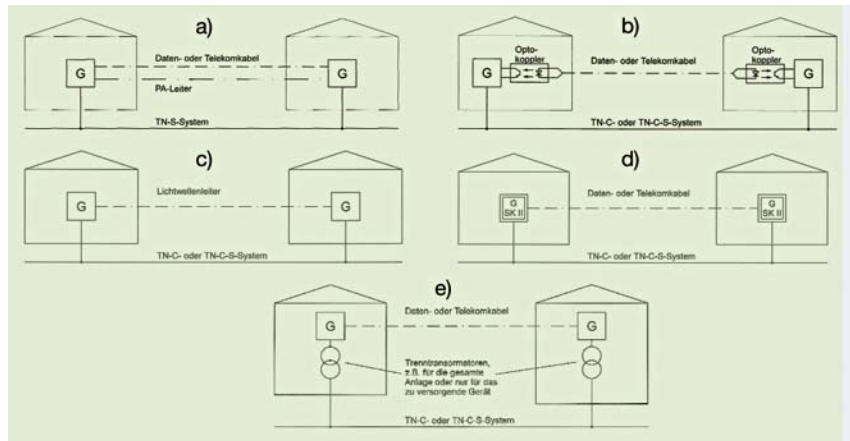 a)
Daten- oder Telekomkabel
G
G
PA-Leiter
TN-S-System
b)
Opto-
koppler
Daten- oder Telekomkabel
Opto-
koppler
G
G
TN-C- oder TN-C-S-System
c)
Lichtwellenleiter
G
G
TN-C- oder TN-C-S-System
d)
Daten- oder Telekomkabel
G
SK II
G
SK II
TN-C- oder TN-C-S-System
e)
Daten- oder Telekomkabel
G
G
Trenntransormatoren,
z.B. für die gesamte
Anlage oder nur für das
zu versorgende Gerät
TN-C- oder TN-C-S-System